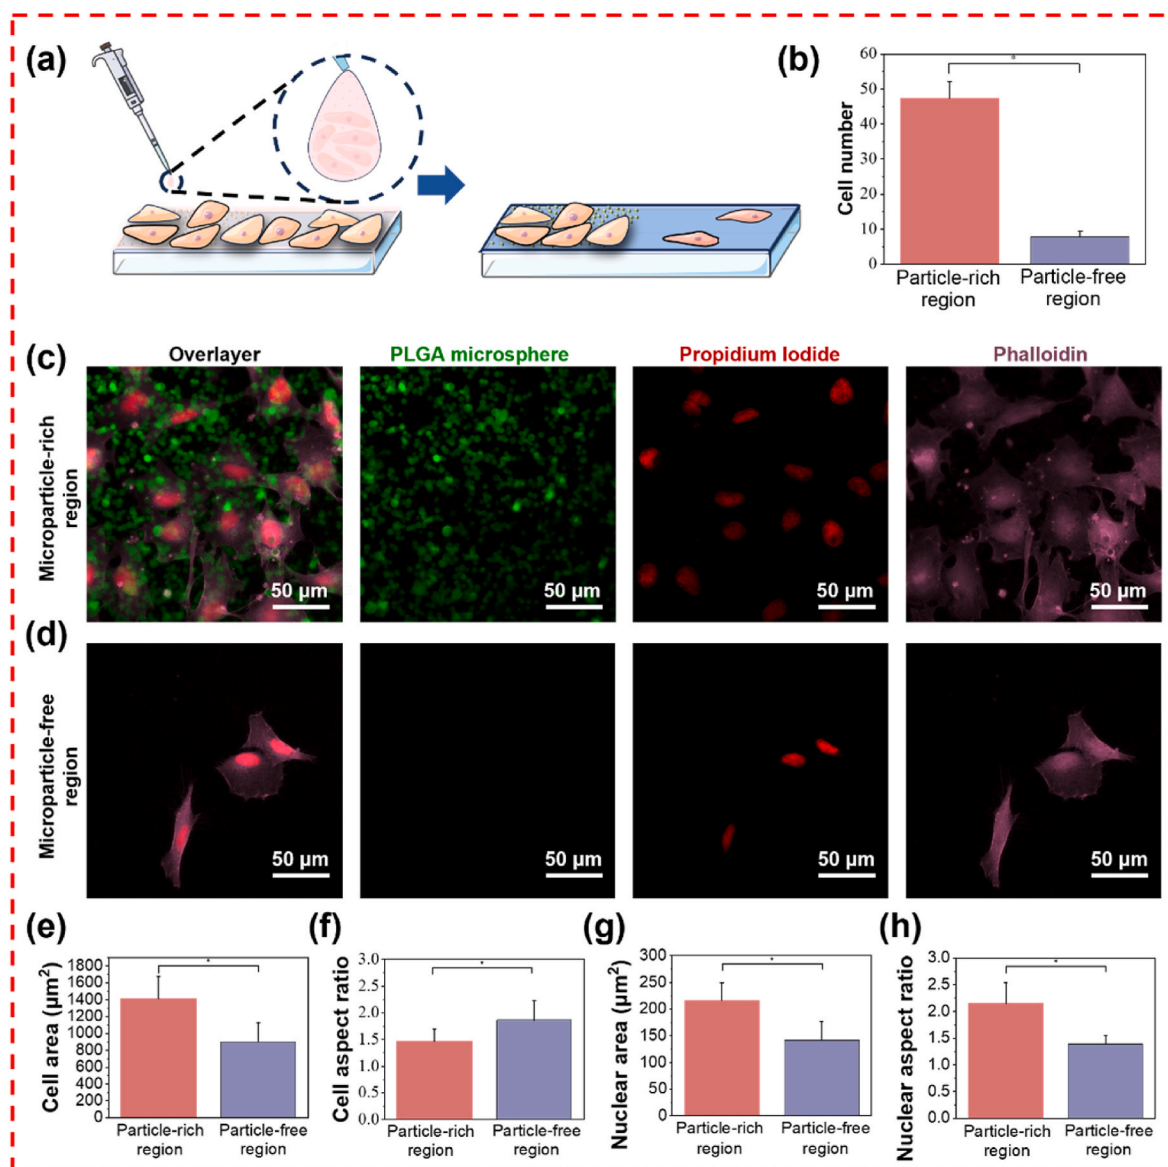 (a)
(b)
60
50
40
30
20
10
0
Cell number
*
Particle-rich
region
Particle-free
region
(c)
Overlayer
PLGA microsphere
Propidium Iodide
Phalloidin
Microparticle-rich
region
50 µm
50 µm
50 µm
50 µm
(d)
Microparticle-free
region
50 µm
50 µm
50 µm
50 µm
(e)
Cell area (µm²)
1800
1600
1400
1200
1000
800
600
400
200
0
*
Particle-rich
region
Particle-free
region
(f)
Cell aspect ratio
3.0
2.5
2.0
1.5
1.0
0.5
0.0
*
Particle-rich
region
Particle-free
region
(g)
Nuclear area (µm²)
300
250
200
150
100
50
0
*
Particle-rich
region
Particle-free
region
(h)
Nuclear aspect ratio
3.0
2.5
2.0
1.5
1.0
0.5
0.0
*
Particle-rich
region
Particle-free
region